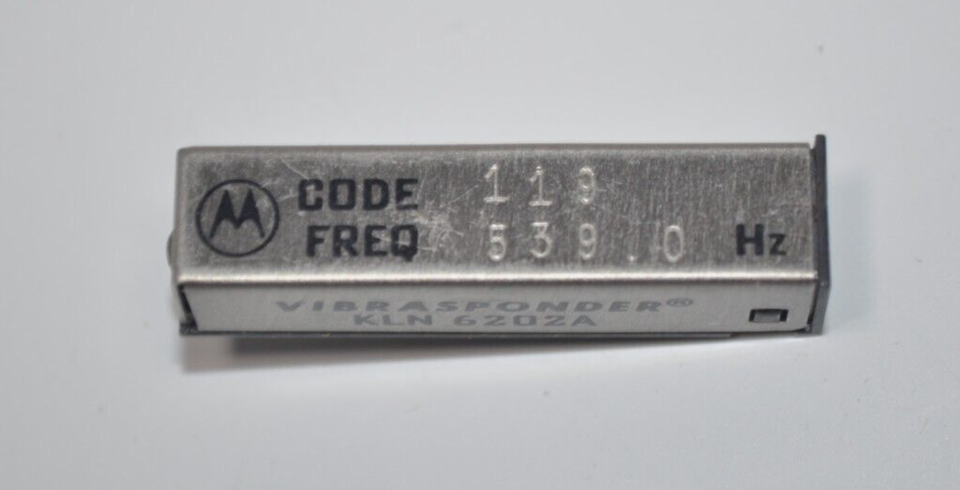 CODE 119
FREQ 539.0 Hz
VIBRASPONDER®
KLN 6202A